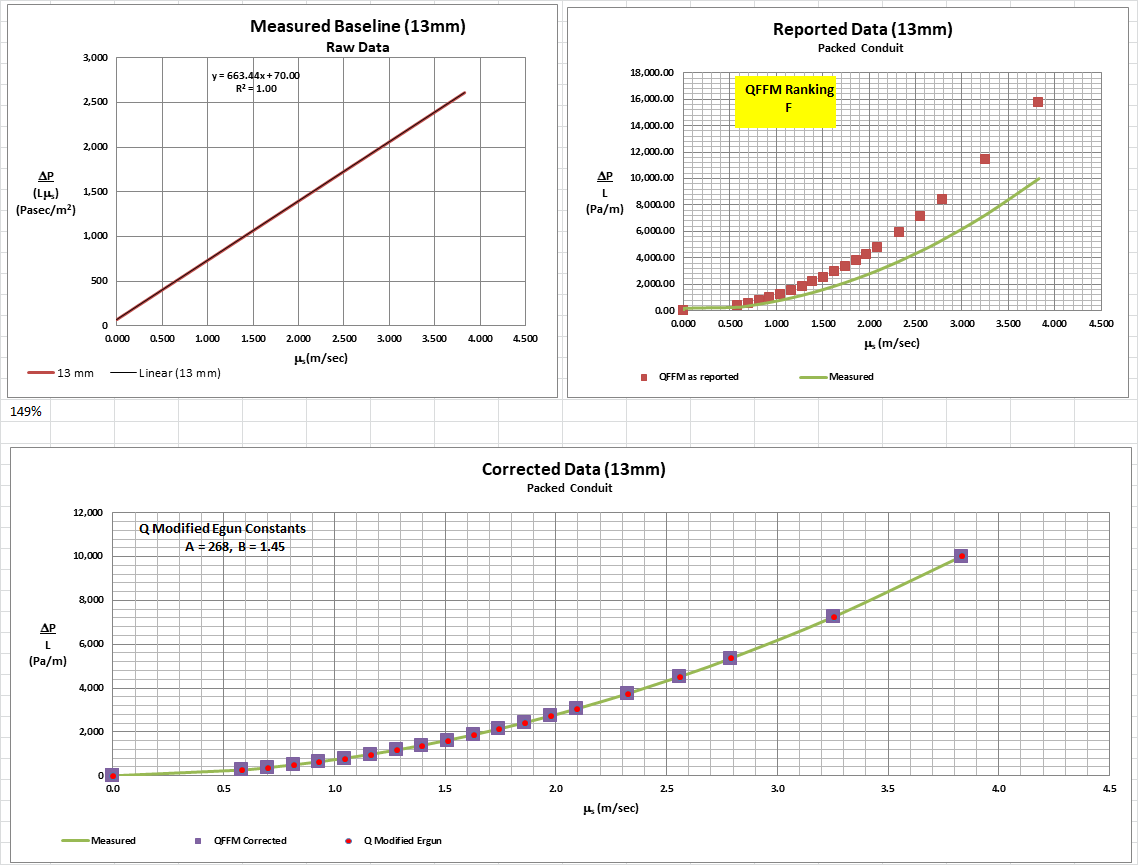 Measured Baseline (13mm)
Raw Data
3,000
2,500
2,000
1,500
1,000
500
0
y = 663.44x + 70.00
R² = 1.00
ΔP
(Lμs)
(Pasec/m²)
0.000 0.500 1.000 1.500 2.000 2.500 3.000 3.500 4.000 4.500
μs(m/sec)
13 mm Linear (13 mm)
Reported Data (13mm)
Packed Conduit
18,000.00
16,000.00
14,000.00
12,000.00
10,000.00
8,000.00
6,000.00
4,000.00
2,000.00
0.00
QFFM Ranking
F
ΔP
L
(Pa/m)
0.000 0.500 1.000 1.500 2.000 2.500 3.000 3.500 4.000 4.500
μs (m/sec)
QFFM as reported Measured
149%
Corrected Data (13mm)
Packed Conduit
12,000
10,000
8,000
6,000
4,000
2,000
0
Q Modified Egun Constants
A = 268, B = 1.45
ΔP
L
(Pa/m)
0.0 0.5 1.0 1.5 2.0 2.5 3.0 3.5 4.0 4.5
μs (m/sec)
Measured QFFM Corrected Q Modified Ergun